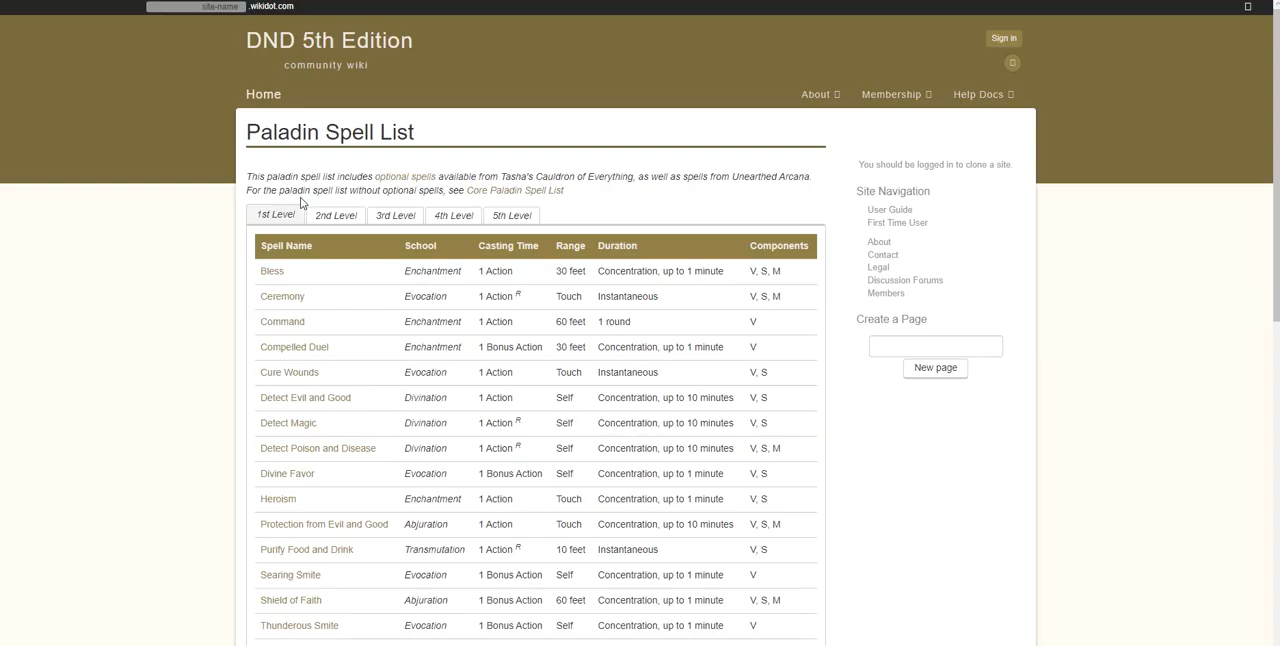 site-name .wikidot.com
DND 5th Edition
community wiki
Sign in
Home About Membership Help Docs
Paladin Spell List
This paladin spell list includes optional spells available from Tasha's Cauldron of Everything, as well as spells from Unearthed Arcana.
For the paladin spell list without optional spells, see Core Paladin Spell List
1st Level 2nd Level 3rd Level 4th Level 5th Level
Spell Name School Casting Time Range Duration Components
Bless Enchantment 1 Action 30 feet Concentration, up to 1 minute V, S, M
Ceremony Evocation 1 Action R Touch Instantaneous V, S, M
Command Enchantment 1 Action 60 feet 1 round V
Compelled Duel Enchantment 1 Bonus Action 30 feet Concentration, up to 1 minute V
Cure Wounds Evocation 1 Action Touch Instantaneous V, S
Detect Evil and Good Divination 1 Action Self Concentration, up to 10 minutes V, S
Detect Magic Divination 1 Action R Self Concentration, up to 10 minutes V, S
Detect Poison and Disease Divination 1 Action R Self Concentration, up to 10 minutes V, S, M
Divine Favor Evocation 1 Bonus Action Self Concentration, up to 1 minute V, S
Heroism Enchantment 1 Action Touch Concentration, up to 1 minute V, S
Protection from Evil and Good Abjuration 1 Action Touch Concentration, up to 10 minutes V, S, M
Purify Food and Drink Transmutation 1 Action R 10 feet Instantaneous V, S
Searing Smite Evocation 1 Bonus Action Self Concentration, up to 1 minute V
Shield of Faith Abjuration 1 Bonus Action 60 feet Concentration, up to 1 minute V, S, M
Thunderous Smite Evocation 1 Bonus Action Self Concentration, up to 1 minute V
You should be logged in to clone a site.
Site Navigation
User Guide
First Time User
About
Contact
Legal
Discussion Forums
Members
Create a Page
New page